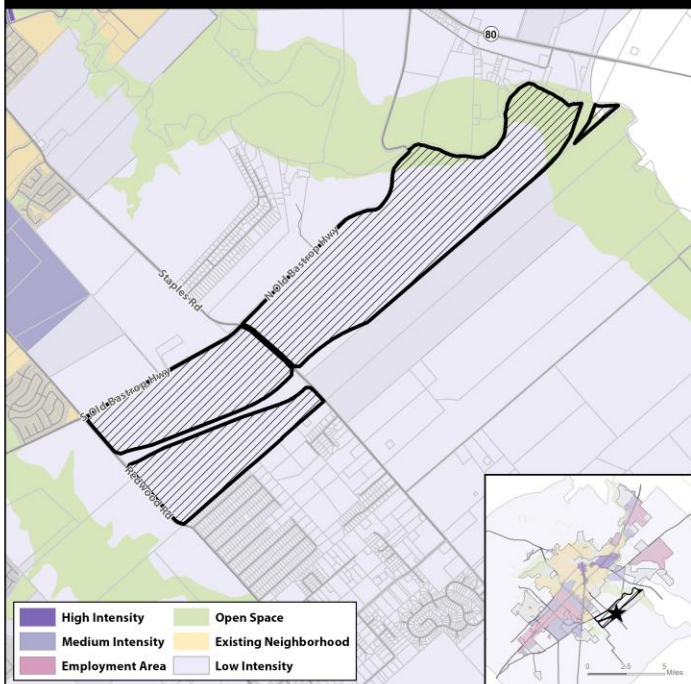 80
N Old Bastrop Hwy
Staples Rd
S Old Bastrop Hwy
Redwood Rd
High Intensity
Medium Intensity
Employment Area
Open Space
Existing Neighborhood
Low Intensity
0 2.5 5
Miles